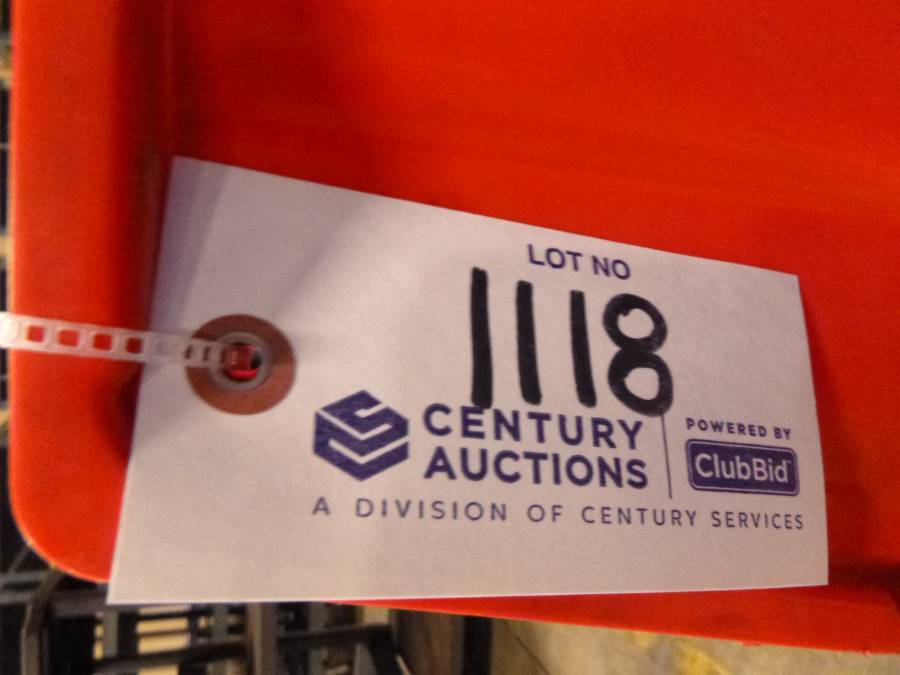 LOT NO
1118
CENTURY
AUCTIONS
A DIVISION OF CENTURY SERVICES
POWERED BY
ClubBid